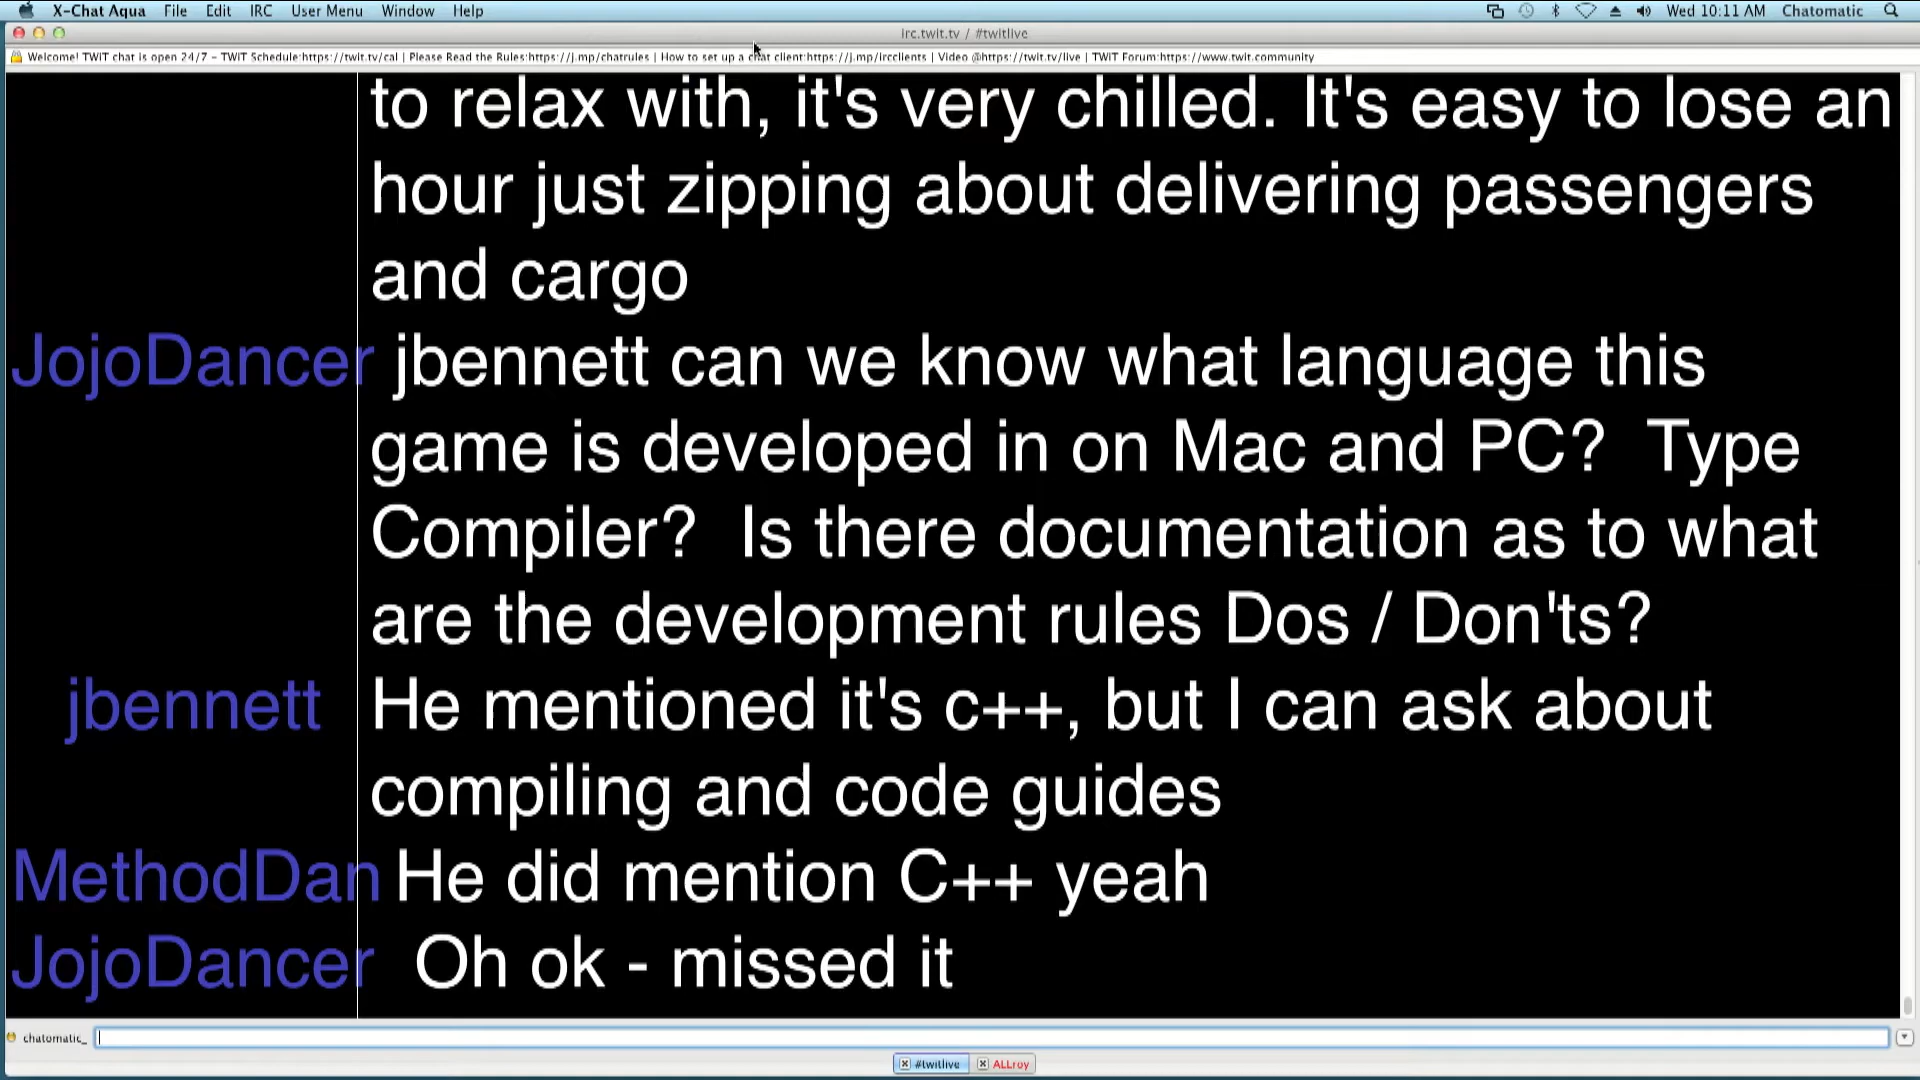 X-Chat Aqua File Edit IRC User Menu Window Help Wed 10:11 AM Chatomatic
irc.twit.tv / #twitlive
Welcome! TWiT chat is open 24/7 - TWiT Schedule:https://twit.tv/cal | Please Read the Rules:https://j.mp/chatrules | How to set up a chat client:https://j.mp/ircclients | Video @https://twit.tv/live | TWiT Forum:https://www.twit.community
to relax with, it's very chilled. It's easy to lose an
hour just zipping about delivering passengers
and cargo
JojoDancer jbennett can we know what language this
game is developed in on Mac and PC?  Type
Compiler?  Is there documentation as to what
are the development rules Dos / Don'ts?
jbennett He mentioned it's c++, but I can ask about
compiling and code guides
MethodDan He did mention C++ yeah
JojoDancer Oh ok - missed it
chatomatic_
#twitlive ALLroy